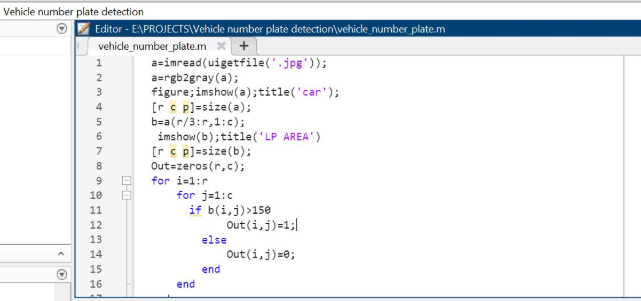 Vehicle number plate detection
Editor - E:\PROJECTS\Vehicle number plate detection\vehicle_number_plate.m
vehicle_number_plate.m × +
1 a=imread(uigetfile('.jpg'));
2 a=rgb2gray(a);
3 figure;imshow(a);title('car');
4 [r c p]=size(a);
5 b=a(r/3:r,1:c);
6 imshow(b);title('LP AREA')
7 [r c p]=size(b);
8 Out=zeros(r,c);
9 for i=1:r
10 for j=1:c
11 if b(i,j)>150
12 Out(i,j)=1;
13 else
14 Out(i,j)=0;
15 end
16 end